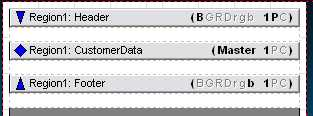 Region1: Header (BGRDrgb 1PC)
Region1: CustomerData (Master 1PC)
Region1: Footer (BGRDrgb 1PC)